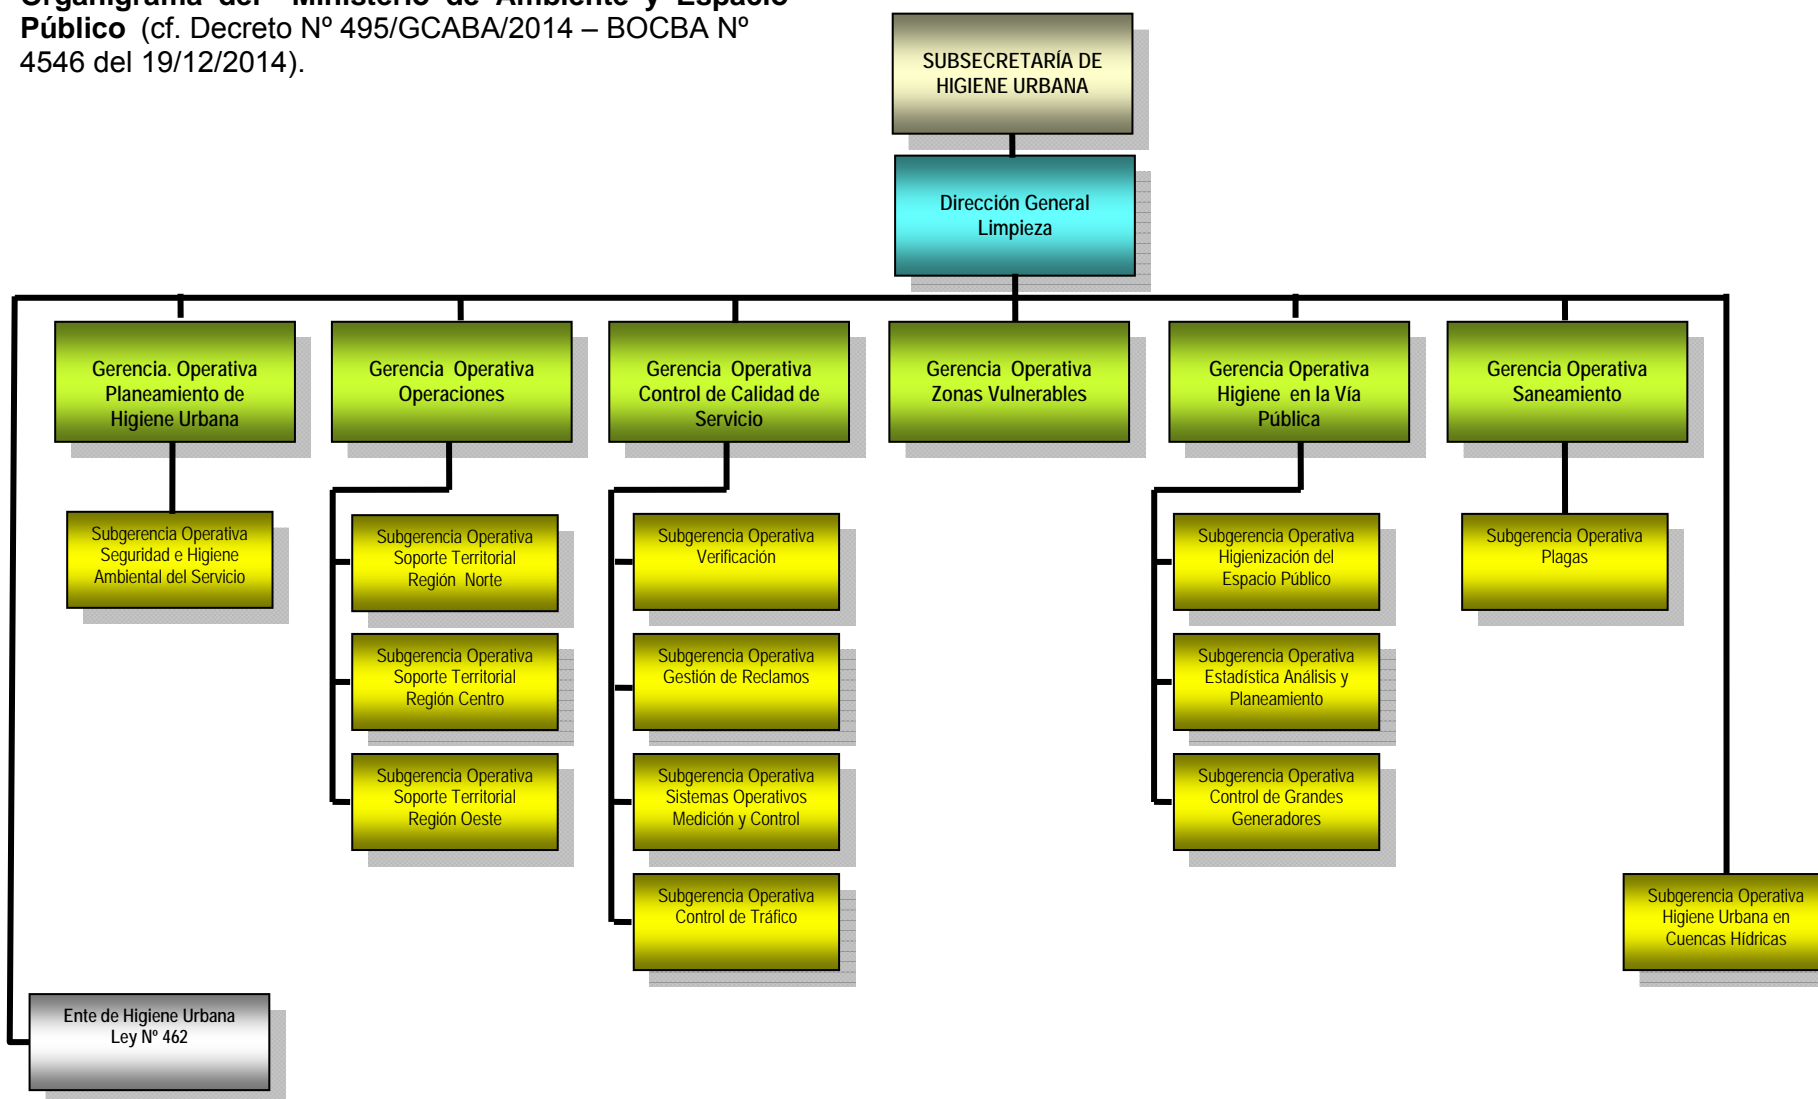 Organigrama del Ministerio de Ambiente y Espacio
Público (cf. Decreto Nº 495/GCABA/2014 – BOCBA Nº
4546 del 19/12/2014).
SUBSECRETARÍA DE
HIGIENE URBANA
Dirección General
Limpieza
Gerencia. Operativa
Planeamiento de
Higiene Urbana
Gerencia Operativa
Operaciones
Gerencia Operativa
Control de Calidad de
Servicio
Gerencia Operativa
Zonas Vulnerables
Gerencia Operativa
Higiene en la Vía
Pública
Gerencia Operativa
Saneamiento
Subgerencia Operativa
Seguridad e Higiene
Ambiental del Servicio
Subgerencia Operativa
Soporte Territorial
Región Norte
Subgerencia Operativa
Verificación
Subgerencia Operativa
Higienización del
Espacio Público
Subgerencia Operativa
Plagas
Subgerencia Operativa
Soporte Territorial
Región Centro
Subgerencia Operativa
Gestión de Reclamos
Subgerencia Operativa
Estadística Análisis y
Planeamiento
Subgerencia Operativa
Soporte Territorial
Región Oeste
Subgerencia Operativa
Sistemas Operativos
Medición y Control
Subgerencia Operativa
Control de Grandes
Generadores
Subgerencia Operativa
Control de Tráfico
Subgerencia Operativa
Higiene Urbana en
Cuencas Hídricas
Ente de Higiene Urbana
Ley Nº 462